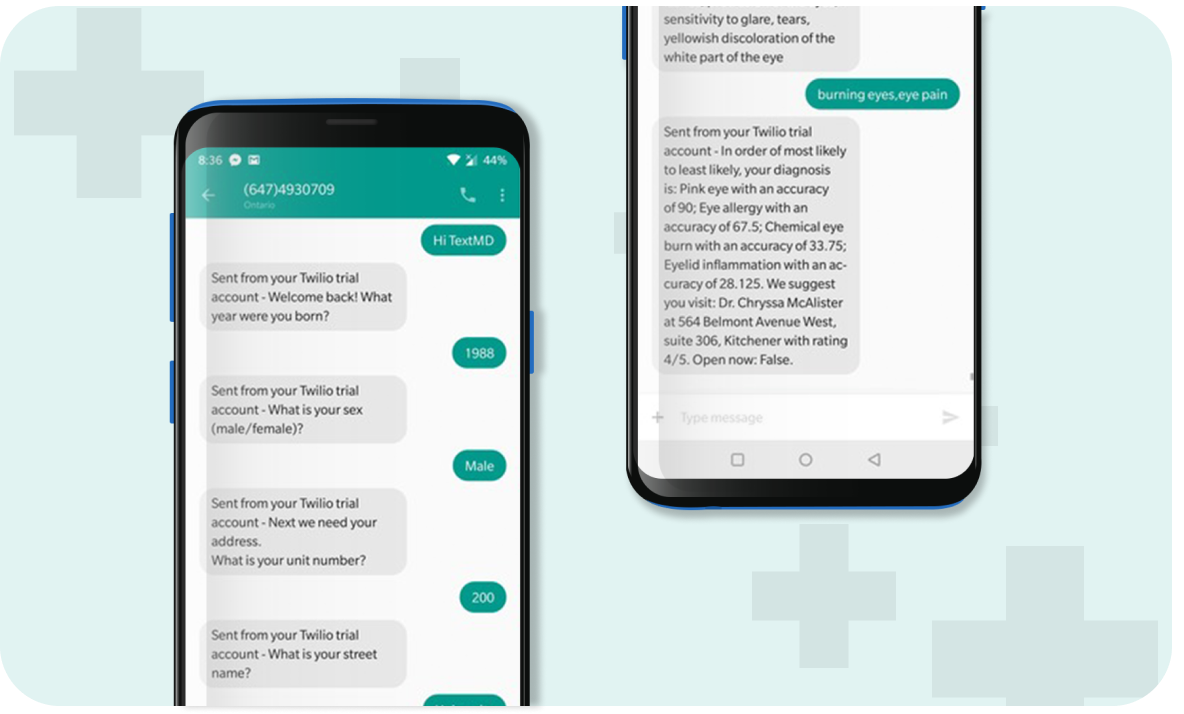 8:36
44%
(647)4930709
Ontario
Hi TextMD
Sent from your Twilio trial
account - Welcome back! What
year were you born?
1988
Sent from your Twilio trial
account - What is your sex
(male/female)?
Male
Sent from your Twilio trial
account - Next we need your
address.
What is your unit number?
200
Sent from your Twilio trial
account - What is your street
name?
sensitivity to glare, tears,
yellowish discoloration of the
white part of the eye
burning eyes,eye pain
Sent from your Twilio trial
account - In order of most likely
to least likely, your diagnosis
is: Pink eye with an accuracy
of 90; Eye allergy with an
accuracy of 67.5; Chemical eye
burn with an accuracy of 33.75;
Eyelid inflammation with an ac-
curacy of 28.125. We suggest
you visit: Dr. Chryssa McAlister
at 564 Belmont Avenue West,
suite 306, Kitchener with rating
4/5. Open now: False.
Type message